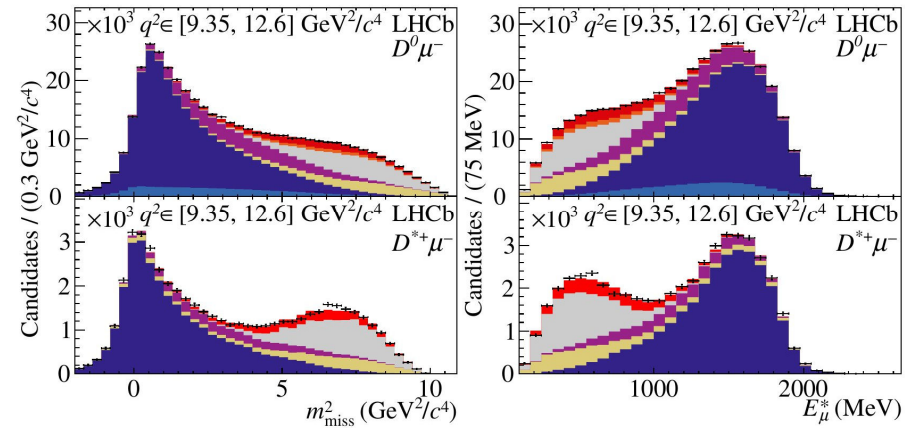 ×10³ q²∈ [9.35, 12.6] GeV²/c⁴ LHCb
D⁰μ⁻
30
20
10
0
Candidates / (0.3 GeV²/c⁴)
×10³ q²∈ [9.35, 12.6] GeV²/c⁴ LHCb
D*⁺μ⁻
3
2
1
0
0 5 10
m²miss (GeV²/c⁴)
×10³ q²∈ [9.35, 12.6] GeV²/c⁴ LHCb
D⁰μ⁻
30
20
10
0
Candidates / (75 MeV)
×10³ q²∈ [9.35, 12.6] GeV²/c⁴ LHCb
D*⁺μ⁻
3
2
1
0
1000 2000
E*μ (MeV)